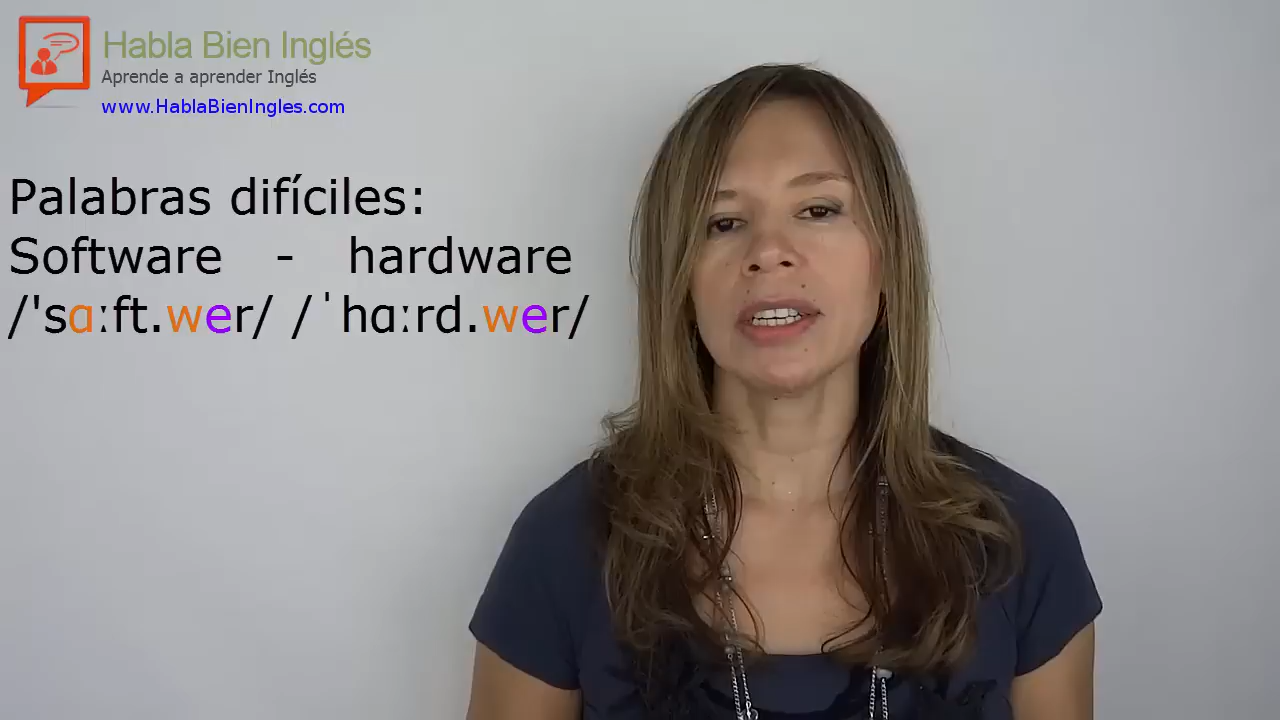 Habla Bien Inglés
Aprende a aprender Inglés
www.HablaBienIngles.com
Palabras difíciles:
Software - hardware
/'sɑːft.wer/ /ˈhɑːrd.wer/